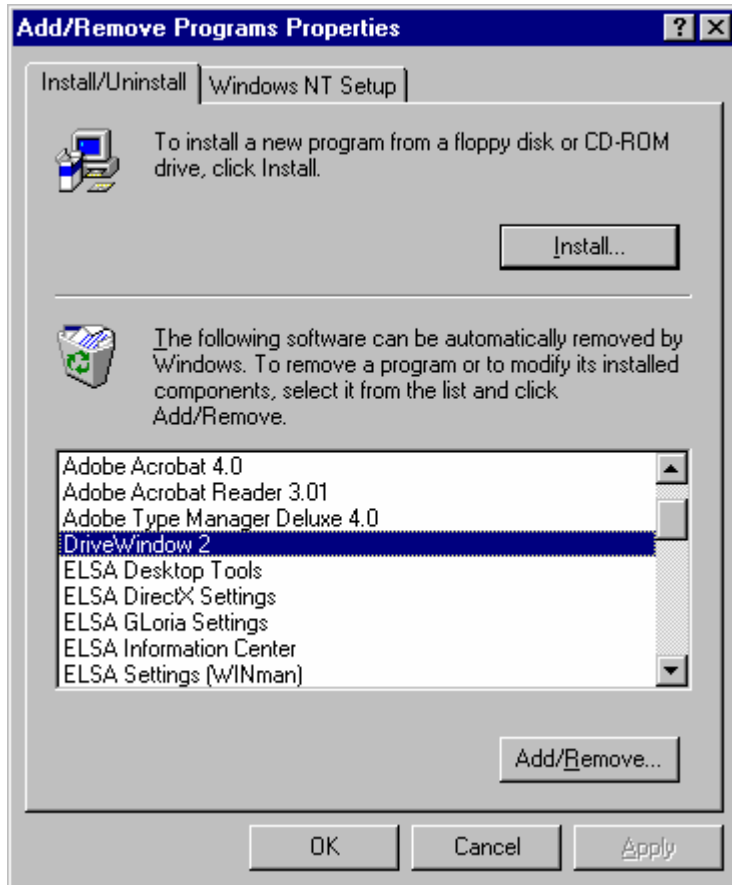 Add/Remove Programs Properties
Install/Uninstall
Windows NT Setup
To install a new program from a floppy disk or CD-ROM
drive, click Install.
Install...
The following software can be automatically removed by
Windows. To remove a program or to modify its installed
components, select it from the list and click
Add/Remove.
Adobe Acrobat 4.0
Adobe Acrobat Reader 3.01
Adobe Type Manager Deluxe 4.0
DriveWindow 2
ELSA Desktop Tools
ELSA DirectX Settings
ELSA GLoria Settings
ELSA Information Center
ELSA Settings (WINman)
Add/Remove...
OK
Cancel
Apply